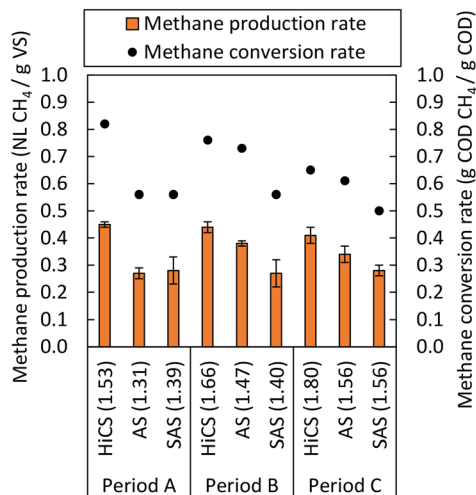 Methane production rate
Methane conversion rate
Methane production rate (NL CH₄ / g VS)
1.0
0.9
0.8
0.7
0.6
0.5
0.4
0.3
0.2
0.1
0.0
1.0
0.9
0.8
0.7
0.6
0.5
0.4
0.3
0.2
0.1
0.0
Methane conversion rate (g COD CH₄ / g COD)
HiCS (1.53)
AS (1.31)
SAS (1.39)
HiCS (1.66)
AS (1.47)
SAS (1.40)
HiCS (1.80)
AS (1.56)
SAS (1.56)
Period A
Period B
Period C